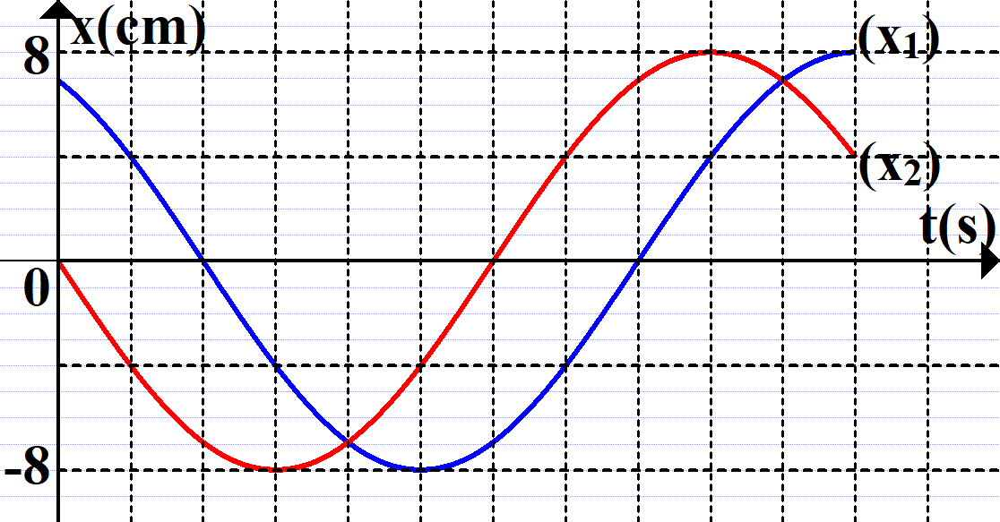 x(cm)
8
(x₁)
(x₂)
t(s)
0
-8